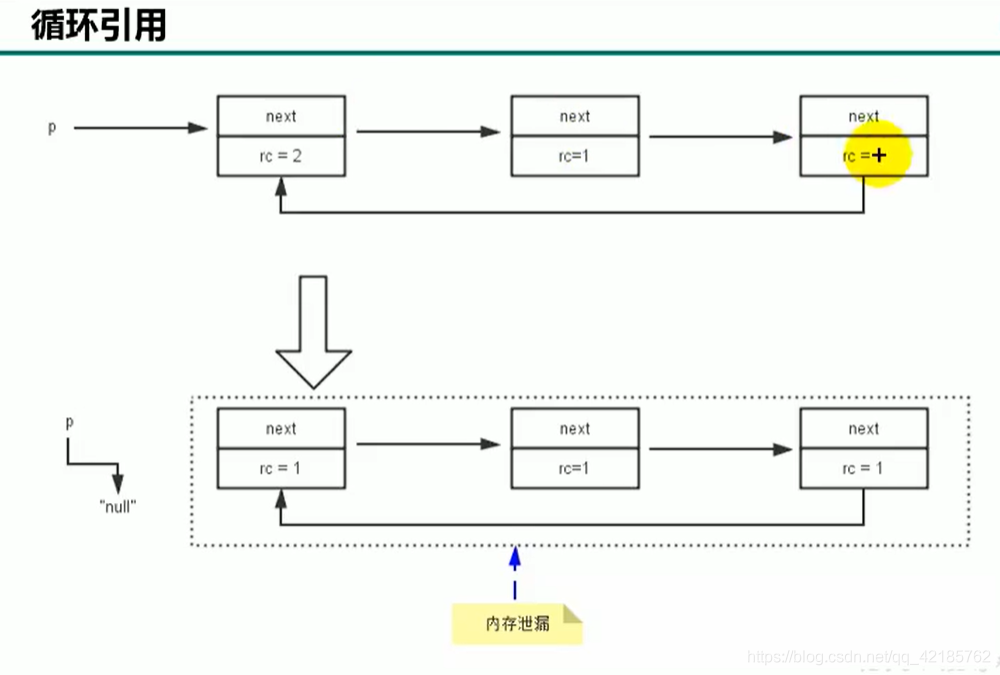 循环引用
p
next
next
next
rc = 2
rc=1
rc =
p
next
next
next
rc = 1
rc=1
rc = 1
"null"
内存泄漏
https://blog.csdn.net/qq_42185762